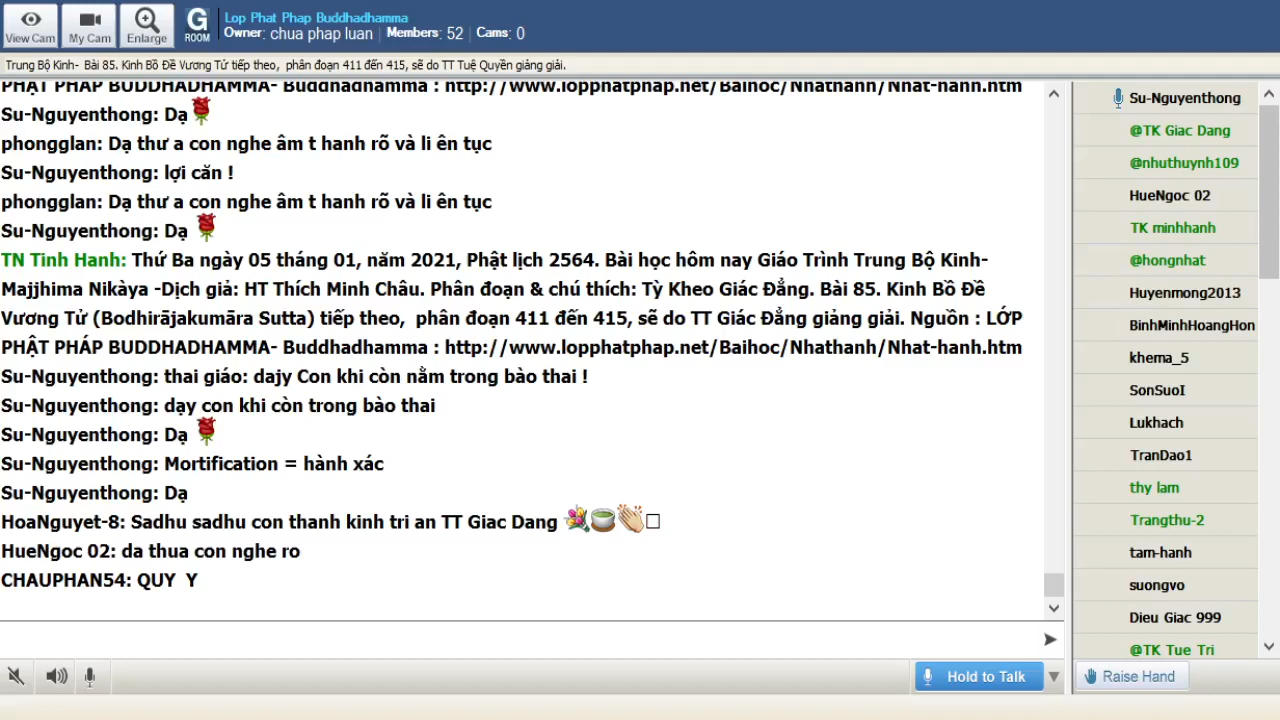 View Cam
My Cam
Enlarge
G
ROOM
Lop Phat Phap Buddhadhamma
Owner: chua phap luan | Members: 52 | Cams: 0
Trung Bộ Kinh- Bài 85. Kinh Bồ Đề Vương Tử tiếp theo, phân đoạn 411 đến 415, sẽ do TT Tuệ Quyền giảng giải.
PHẬT PHÁP BUDDHADHAMMA- Buddhadhamma : http://www.lopphatphap.net/Baihoc/Nhathanh/Nhat-hanh.htm
Su-Nguyenthong: Dạ
phongglan: Dạ thư a con nghe âm t hanh rõ và li ên tục
Su-Nguyenthong: lợi căn !
phongglan: Dạ thư a con nghe âm t hanh rõ và li ên tục
Su-Nguyenthong: Dạ
TN Tinh Hanh: Thứ Ba ngày 05 tháng 01, năm 2021, Phật lịch 2564. Bài học hôm nay Giáo Trình Trung Bộ Kinh-
Majjhima Nikàya -Dịch giả: HT Thích Minh Châu. Phân đoạn & chú thích: Tỳ Kheo Giác Đẳng. Bài 85. Kinh Bồ Đề
Vương Tử (Bodhirājakumāra Sutta) tiếp theo, phân đoạn 411 đến 415, sẽ do TT Giác Đẳng giảng giải. Nguồn : LỚP
PHẬT PHÁP BUDDHADHAMMA- Buddhadhamma : http://www.lopphatphap.net/Baihoc/Nhathanh/Nhat-hanh.htm
Su-Nguyenthong: thai giáo: dajy Con khi còn nằm trong bào thai !
Su-Nguyenthong: dạy con khi còn trong bào thai
Su-Nguyenthong: Dạ
Su-Nguyenthong: Mortification = hành xác
Su-Nguyenthong: Dạ
HoaNguyet-8: Sadhu sadhu con thanh kinh tri an TT Giac Dang
HueNgoc 02: da thua con nghe ro
CHAUPHAN54: QUY Y
Su-Nguyenthong
@TK Giac Dang
@nhuthuynh109
HueNgoc 02
TK minhhanh
@hongnhat
Huyenmong2013
BinhMinhHoangHon
khema_5
SonSuoI
Lukhach
TranDao1
thy lam
Trangthu-2
tam-hanh
suongvo
Dieu Giac 999
@TK Tue Tri
Hold to Talk
Raise Hand